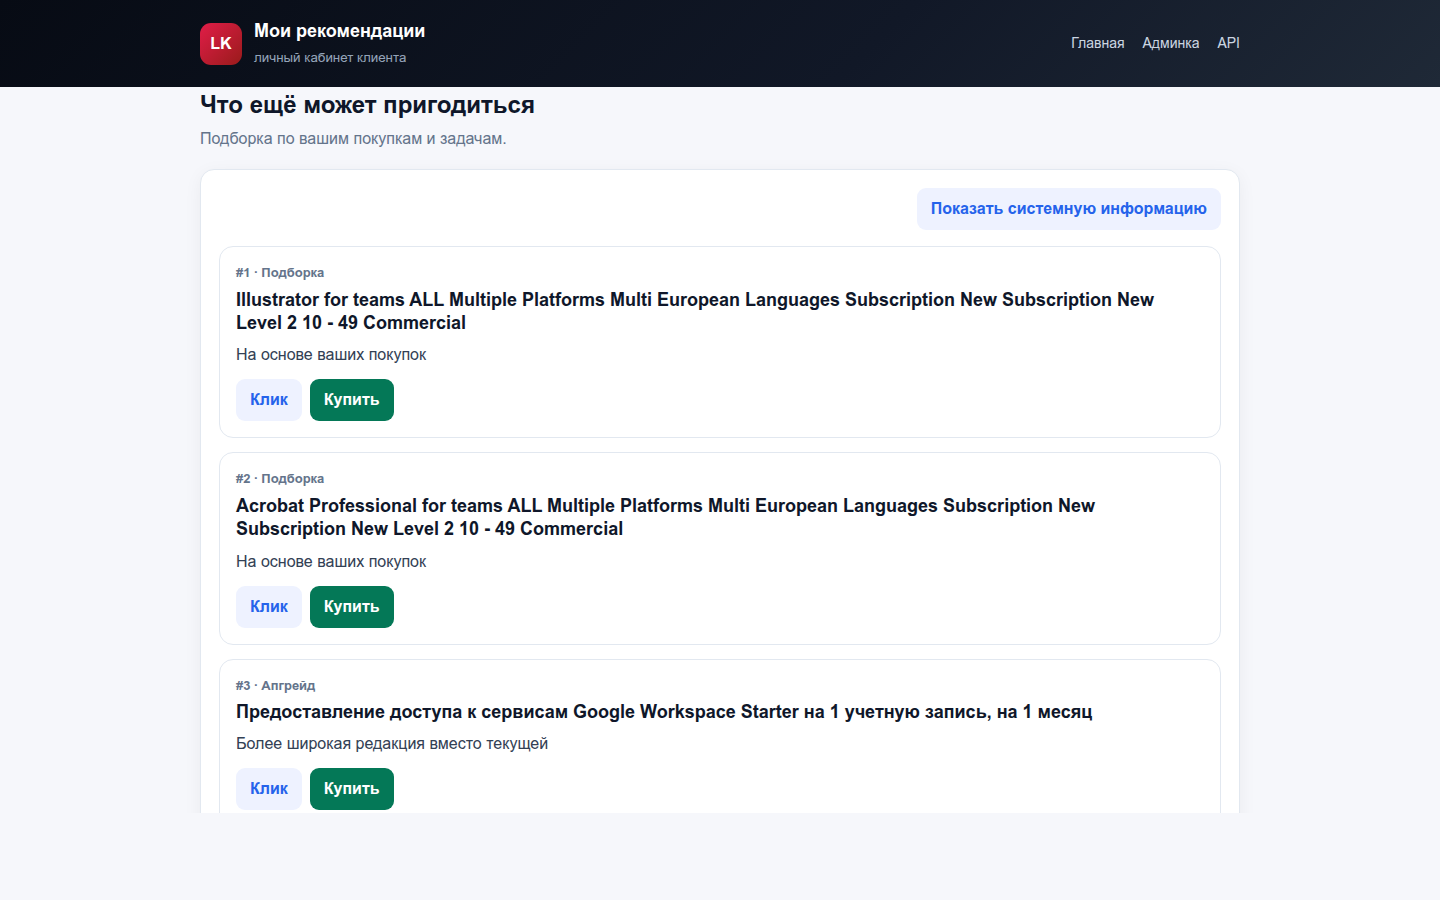 LK
Мои рекомендации
личный кабинет клиента
Главная
Админка
API
Что ещё может пригодиться
Подборка по вашим покупкам и задачам.
Показать системную информацию
#1 · Подборка
Illustrator for teams ALL Multiple Platforms Multi European Languages Subscription New Subscription New
Level 2 10 - 49 Commercial
На основе ваших покупок
Клик
Купить
#2 · Подборка
Acrobat Professional for teams ALL Multiple Platforms Multi European Languages Subscription New
Subscription New Level 2 10 - 49 Commercial
На основе ваших покупок
Клик
Купить
#3 · Апгрейд
Предоставление доступа к сервисам Google Workspace Starter на 1 учетную запись, на 1 месяц
Более широкая редакция вместо текущей
Клик
Купить